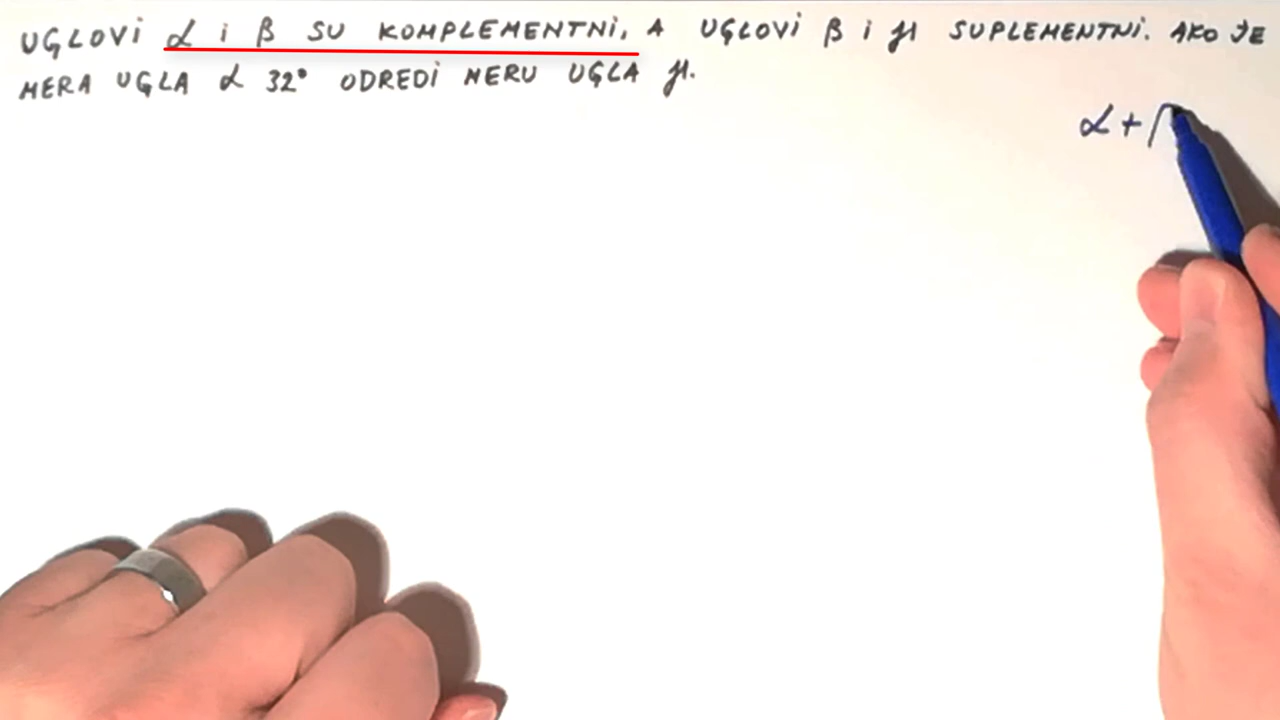 UGLOVI α I β SU KOMPLEMENTNI, A UGLOVI β I γ SUPLEMENTNI. AKO JE
MERA UGLA α 32° ODREDI MERU UGLA γ.
α +